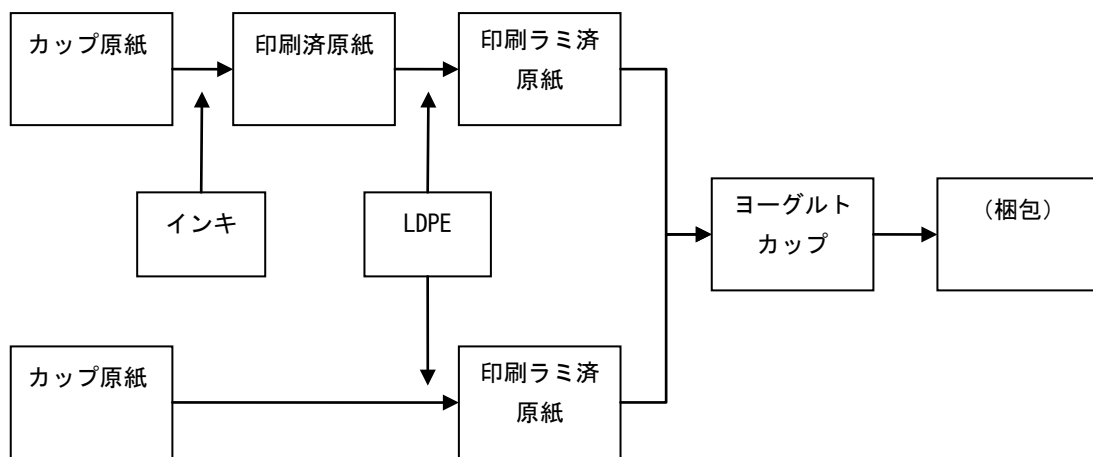 カップ原紙
印刷済原紙
印刷ラミ済
原紙
インキ
LDPE
ヨーグルト
カップ
（梱包）
カップ原紙
印刷ラミ済
原紙